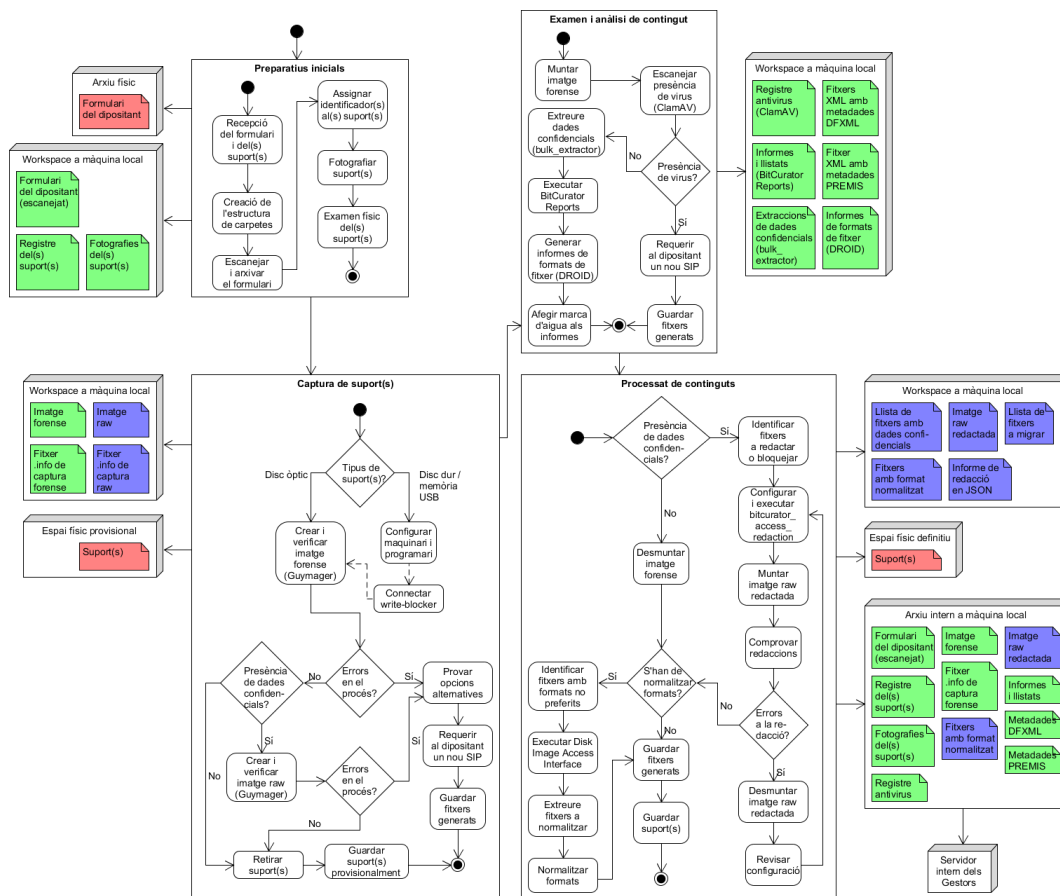 Preparatius inicials
Recepció
del formulari
i del(s)
suport(s)
Creació de
l'estructura
de carpetes
Escanejar
i arxivar
el formulari
Assignar
identificador(s)
al(s) suport(s)
Fotografiar
suport(s)
Examen físic
del(s)
suport(s)
Arxiu físic
Formulari
del dipositant
Workspace a màquina local
Formulari
del dipositant
(escanejat)
Registre
del(s)
suport(s)
Fotografies
del(s)
suport(s)
Examen i anàlisi de contingut
Muntar
imatge
forense
Escanejar
presència
de virus
(ClamAV)
Presència
de virus?
No
Sí
Extreure
dades
confidencials
(bulk_extractor)
Executar
BitCurator
Reports
Generar
informes de
formats de
fitxer (DROID)
Afegir marca
d'aigua als
informes
Requerir
al dipositant
un nou SIP
Guardar
fitxers
generats
Workspace a màquina local
Registre
antivirus
(ClamAV)
Fitxers
XML amb
metadades
DFXML
Informes
i llistats
(BitCurator
Reports)
Fitxer
XML amb
metadades
PREMIS
Extraccions
de dades
confidencials
(bulk_
extractor)
Informes
de formats
de fitxer
(DROID)
Captura de suport(s)
Tipus de
suport(s)?
Disc òptic
Disc dur /
memòria
USB
Crear i
verificar
imatge
forense
(Guymager)
Configurar
maquinari i
programari
Connectar
write-blocker
Errors
en el
procés?
No
Sí
Presència
de dades
confiden-
cials?
Sí
No
Crear i
verificar
imatge raw
(Guymager)
Errors
en el
procés?
Sí
No
Provar
opcions
alternatives
Requerir
al dipositant
un nou SIP
Guardar
fitxers
generats
Retirar
suport(s)
Guardar
suport(s)
provisionalment
Workspace a màquina local
Imatge
forense
Imatge
raw
Fitxer
.info de
captura
forense
Fitxer
.info de
captura raw
Espai físic provisional
Suport(s)
Processat de continguts
Presència
de dades
confiden-
cials?
Sí
No
Identificar
fitxers
a redactar
o bloquejar
Configurar
i executar
bitcurator_
access_
redaction
Muntar
imatge raw
redactada
Comprovar
redaccions
Errors
a la re-
dacció?
No
Sí
Desmuntar
imatge raw
redactada
Revisar
configuració
Desmuntar
imatge
forense
S'han de
normalitzar
formats?
Sí
No
Identificar
fitxers amb
formats no
preferits
Executar Disk
Image Access
Interface
Extreure
fitxers a
normalitzar
Normalitzar
formats
Guardar
fitxers
generats
Guardar
suport(s)
Workspace a màquina local
Llista de
fitxers amb
dades confi-
dencials
Imatge
raw
redactada
Llista de
fitxers
a migrar
Fitxers
amb format
normalitzat
Informe de
redacció
en JSON
Espai físic definitiu
Suport(s)
Arxiu intern a màquina local
Formulari
del dipositant
(escanejat)
Imatge
forense
Imatge
raw
redactada
Registre
del(s)
suport(s)
Fitxer
.info de
captura
forense
Informes
i llistats
Fotografies
del(s)
suport(s)
Fitxers
amb format
normalitzat
Metadades
DFXML
Metadades
PREMIS
Registre
antivirus
Servidor
intern dels
Gestors